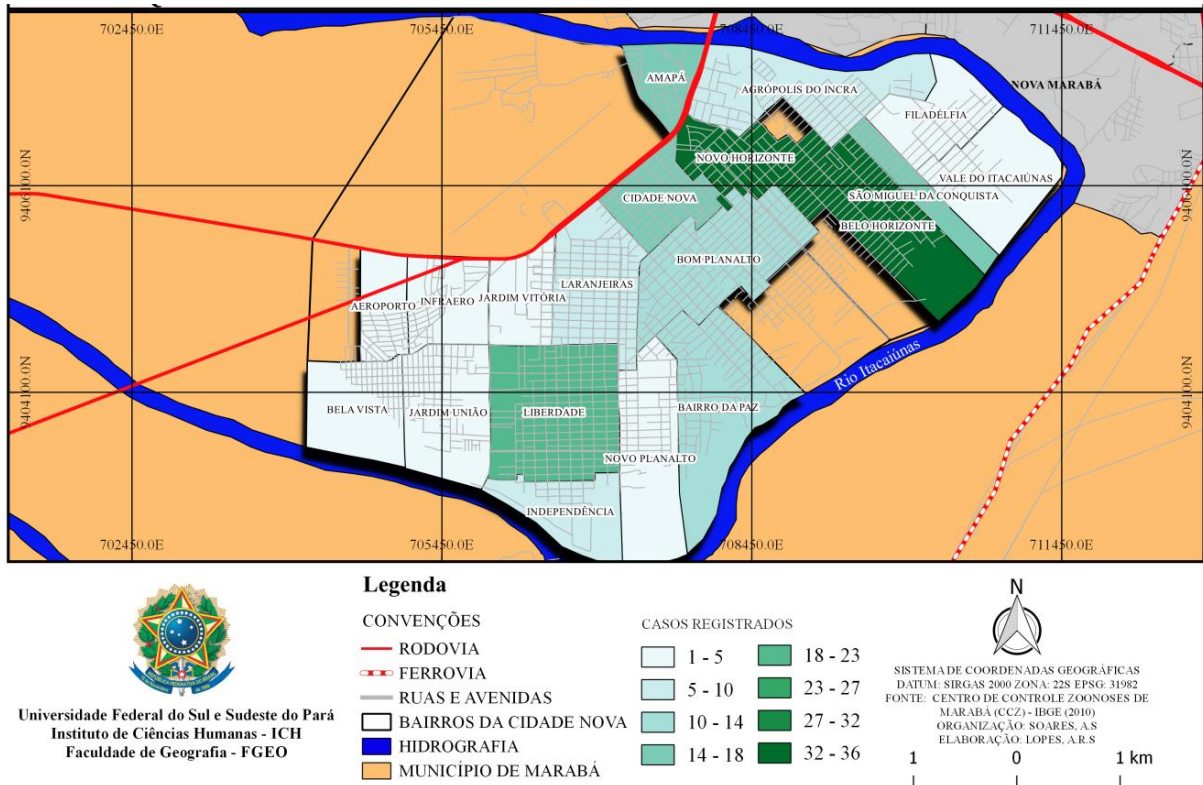 702450.0E
705450.0E
708450.0E
711450.0E
AMAPÁ
AGRÓPOLIS DO INCRA
NOVA MARABÁ
FILADÉLFIA
9406100.0N
NOVO HORIZONTE
VALE DO ITACAIÚNAS
9406100.0N
CIDADE NOVA
SÃO MIGUEL DA CONQUISTA
BELO HORIZONTE
BOM PLANALTO
LARANJEIRAS
AEROPORTO
INFRAERO
JARDIM VITÓRIA
Rio Itacaiúnas
9404100.0N
BELA VISTA
JARDIM UNIÃO
LIBERDADE
BAIRRO DA PAZ
9404100.0N
NOVO PLANALTO
INDEPENDÊNCIA
702450.0E
705450.0E
708450.0E
711450.0E
REPÚBLICA FEDERATIVA DO BRASIL
Universidade Federal do Sul e Sudeste do Pará
Instituto de Ciências Humanas - ICH
Faculdade de Geografia - FGEO
Legenda
CONVENÇÕES
RODOVIA
FERROVIA
RUAS E AVENIDAS
BAIRROS DA CIDADE NOVA
HIDROGRAFIA
MUNICÍPIO DE MARABÁ
CASOS REGISTRADOS
1 - 5
5 - 10
10 - 14
14 - 18
18 - 23
23 - 27
27 - 32
32 - 36
N
SISTEMA DE COORDENADAS GEOGRÁFICAS
DATUM: SIRGAS 2000 ZONA: 22S EPSG: 31982
FONTE: CENTRO DE CONTROLE ZOONOSES DE
MARABÁ (CCZ) - IBGE (2010)
ORGANIZAÇÃO: SOARES, A.S
ELABORAÇÃO: LOPES, A.R.S
1 0 1 km